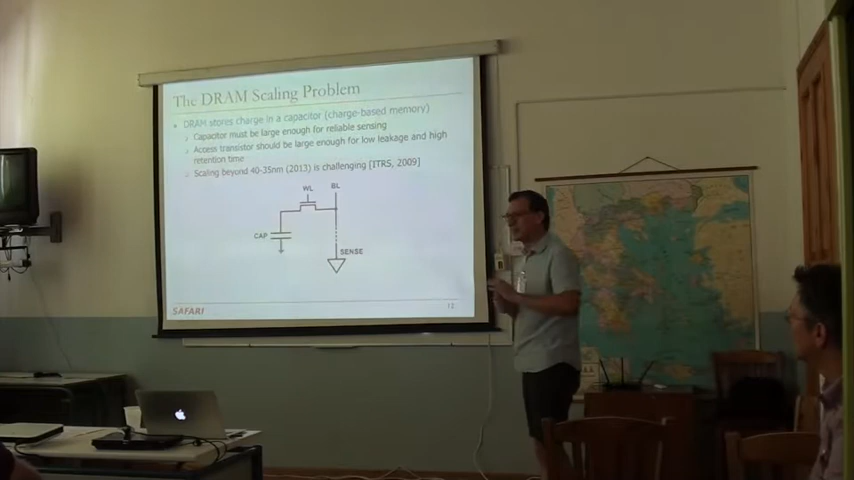 The DRAM Scaling Problem
DRAM stores charge in a capacitor (charge-based memory)
Capacitor must be large enough for reliable sensing
Access transistor should be large enough for low leakage and high
retention time
Scaling beyond 40-35nm (2013) is challenging [ITRS, 2009]
WL BL
CAP
SENSE
SAFARI 12